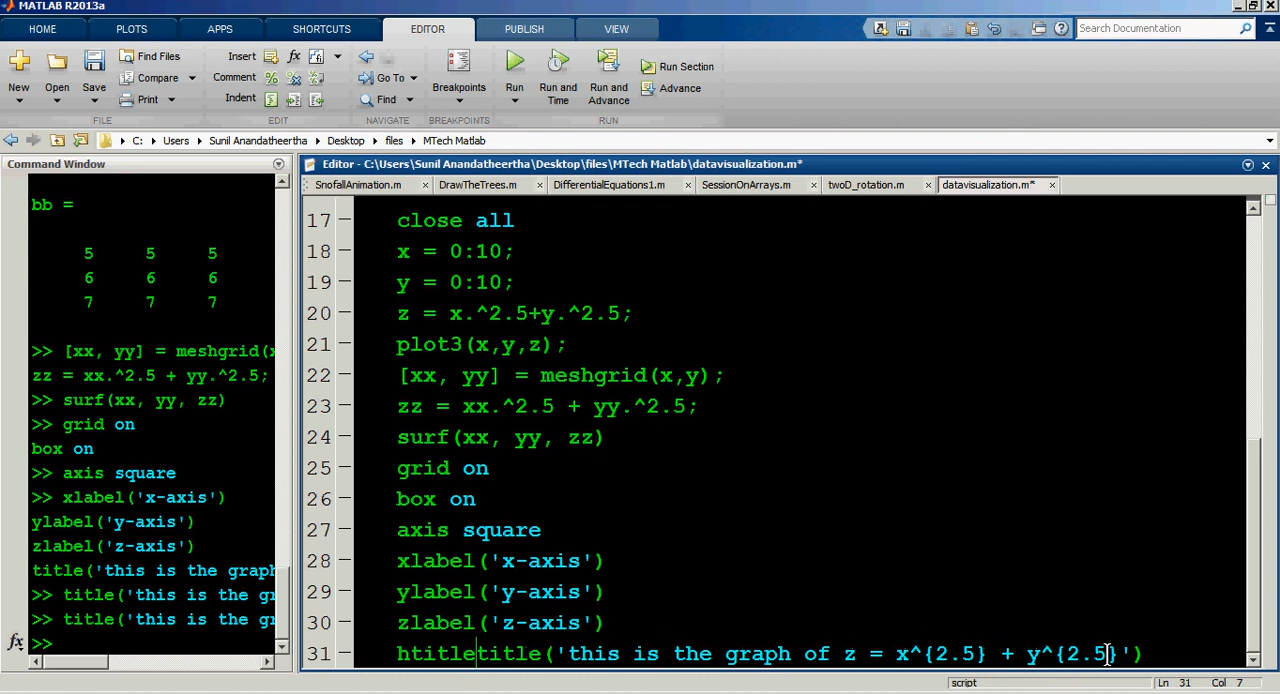 MATLAB R2013a
HOME PLOTS APPS SHORTCUTS EDITOR PUBLISH VIEW Search Documentation
New Open Save Find Files Compare Print
Insert Comment Indent
Go To Find
Breakpoints
Run Run and Time Run and Advance Run Section Advance
FILE EDIT NAVIGATE BREAKPOINTS RUN
C: Users Sunil Anandatheertha Desktop files MTech Matlab
Command Window
bb =
5 5 5
6 6 6
7 7 7
>> [xx, yy] = meshgrid(x
zz = xx.^2.5 + yy.^2.5;
>> surf(xx, yy, zz)
>> grid on
box on
>> axis square
>> xlabel('x-axis')
ylabel('y-axis')
zlabel('z-axis')
title('this is the graph
>> title('this is the gr
>> title('this is the gr
>>
fx
Editor - C:\Users\Sunil Anandatheertha\Desktop\files\MTech Matlab\datavisualization.m*
SnofallAnimation.m DrawTheTrees.m DifferentialEquations1.m SessionOnArrays.m twoD_rotation.m datavisualization.m*
17 close all
18 x = 0:10;
19 y = 0:10;
20 z = x.^2.5+y.^2.5;
21 plot3(x,y,z);
22 [xx, yy] = meshgrid(x,y);
23 zz = xx.^2.5 + yy.^2.5;
24 surf(xx, yy, zz)
25 grid on
26 box on
27 axis square
28 xlabel('x-axis')
29 ylabel('y-axis')
30 zlabel('z-axis')
31 htitletitle('this is the graph of z = x^{2.5} + y^{2.5}')
script Ln 31 Col 7